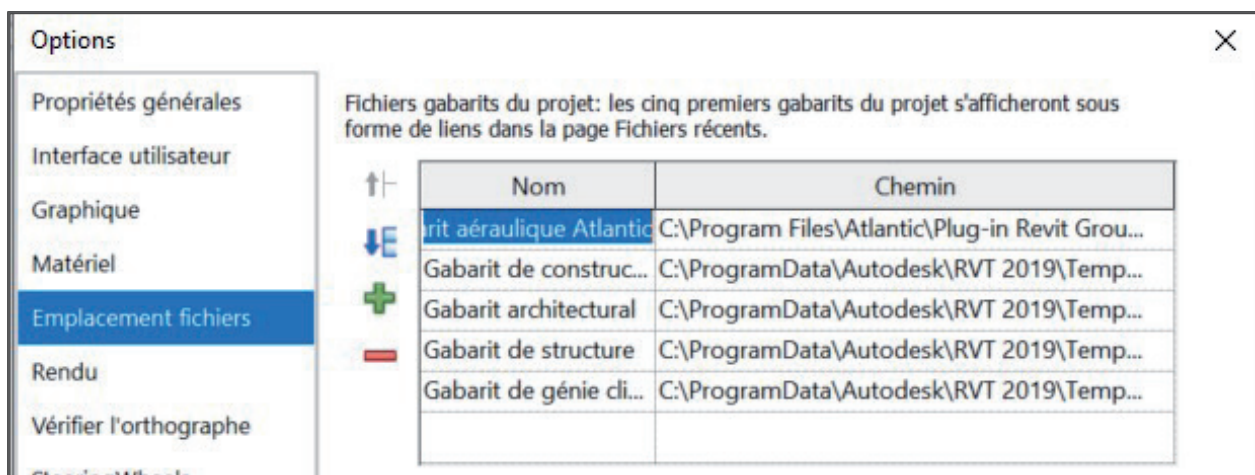 Options
Propriétés générales
Interface utilisateur
Graphique
Matériel
Emplacement fichiers
Rendu
Vérifier l'orthographe
Fichiers gabarits du projet: les cinq premiers gabarits du projet s'afficheront sous
forme de liens dans la page Fichiers récents.
Nom Chemin
rit aéraulique Atlantic C:\Program Files\Atlantic\Plug-in Revit Grou...
Gabarit de construc... C:\ProgramData\Autodesk\RVT 2019\Temp...
Gabarit architectural C:\ProgramData\Autodesk\RVT 2019\Temp...
Gabarit de structure C:\ProgramData\Autodesk\RVT 2019\Temp...
Gabarit de génie cli... C:\ProgramData\Autodesk\RVT 2019\Temp...